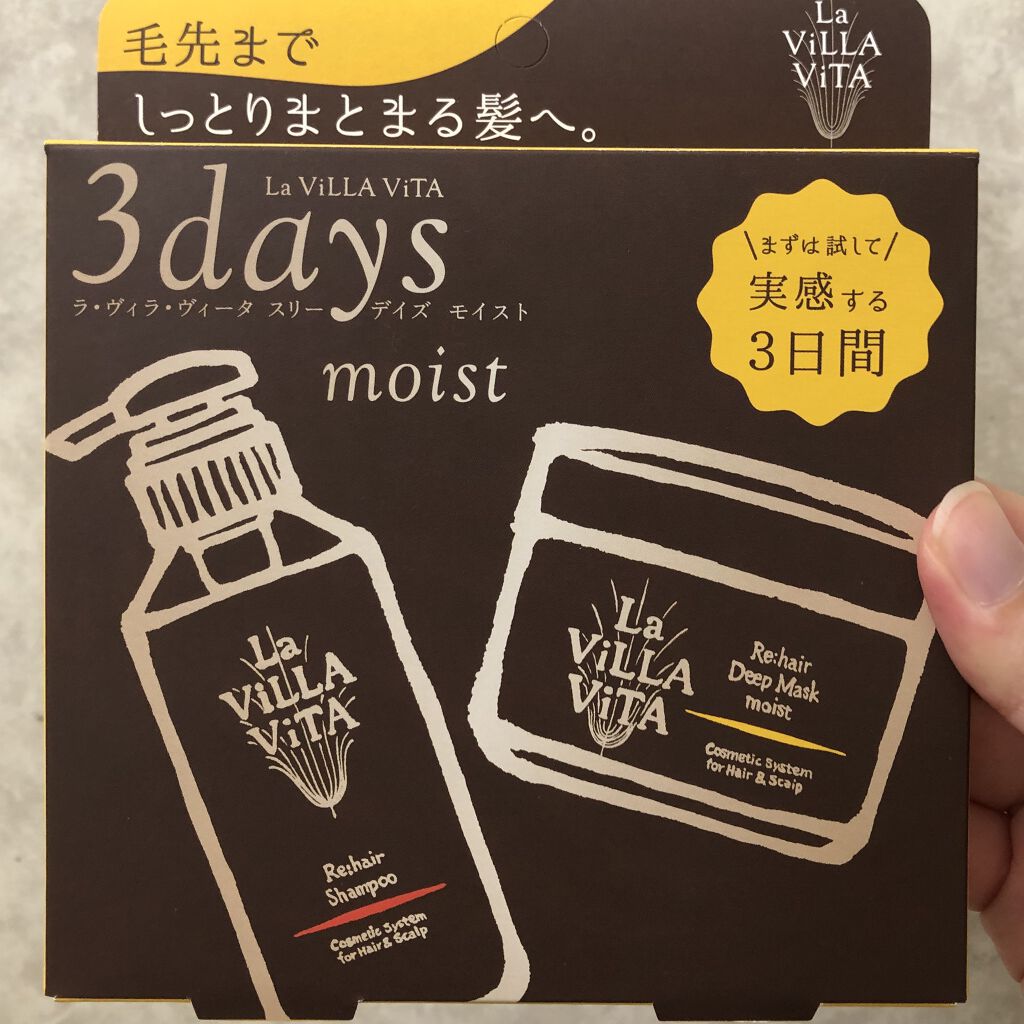 毛先まで
しっとりまとまる髪へ。
La
ViLLA
ViTA
La ViLLA ViTA
3days
ラ・ヴィラ・ヴィータ スリー デイズ モイスト
moist
\まずは試して/
実感する
3日間
La
ViLLA
ViTA
Re:hair
Shampoo
Cosmetic System
for Hair & Scalp
La
ViLLA
ViTA
Re:hair
Deep Mask
moist
Cosmetic System
for Hair & Scalp